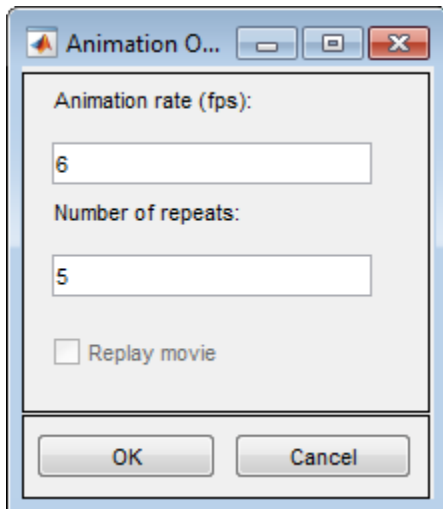 Animation O...
Animation rate (fps):
6
Number of repeats:
5
Replay movie
OK
Cancel